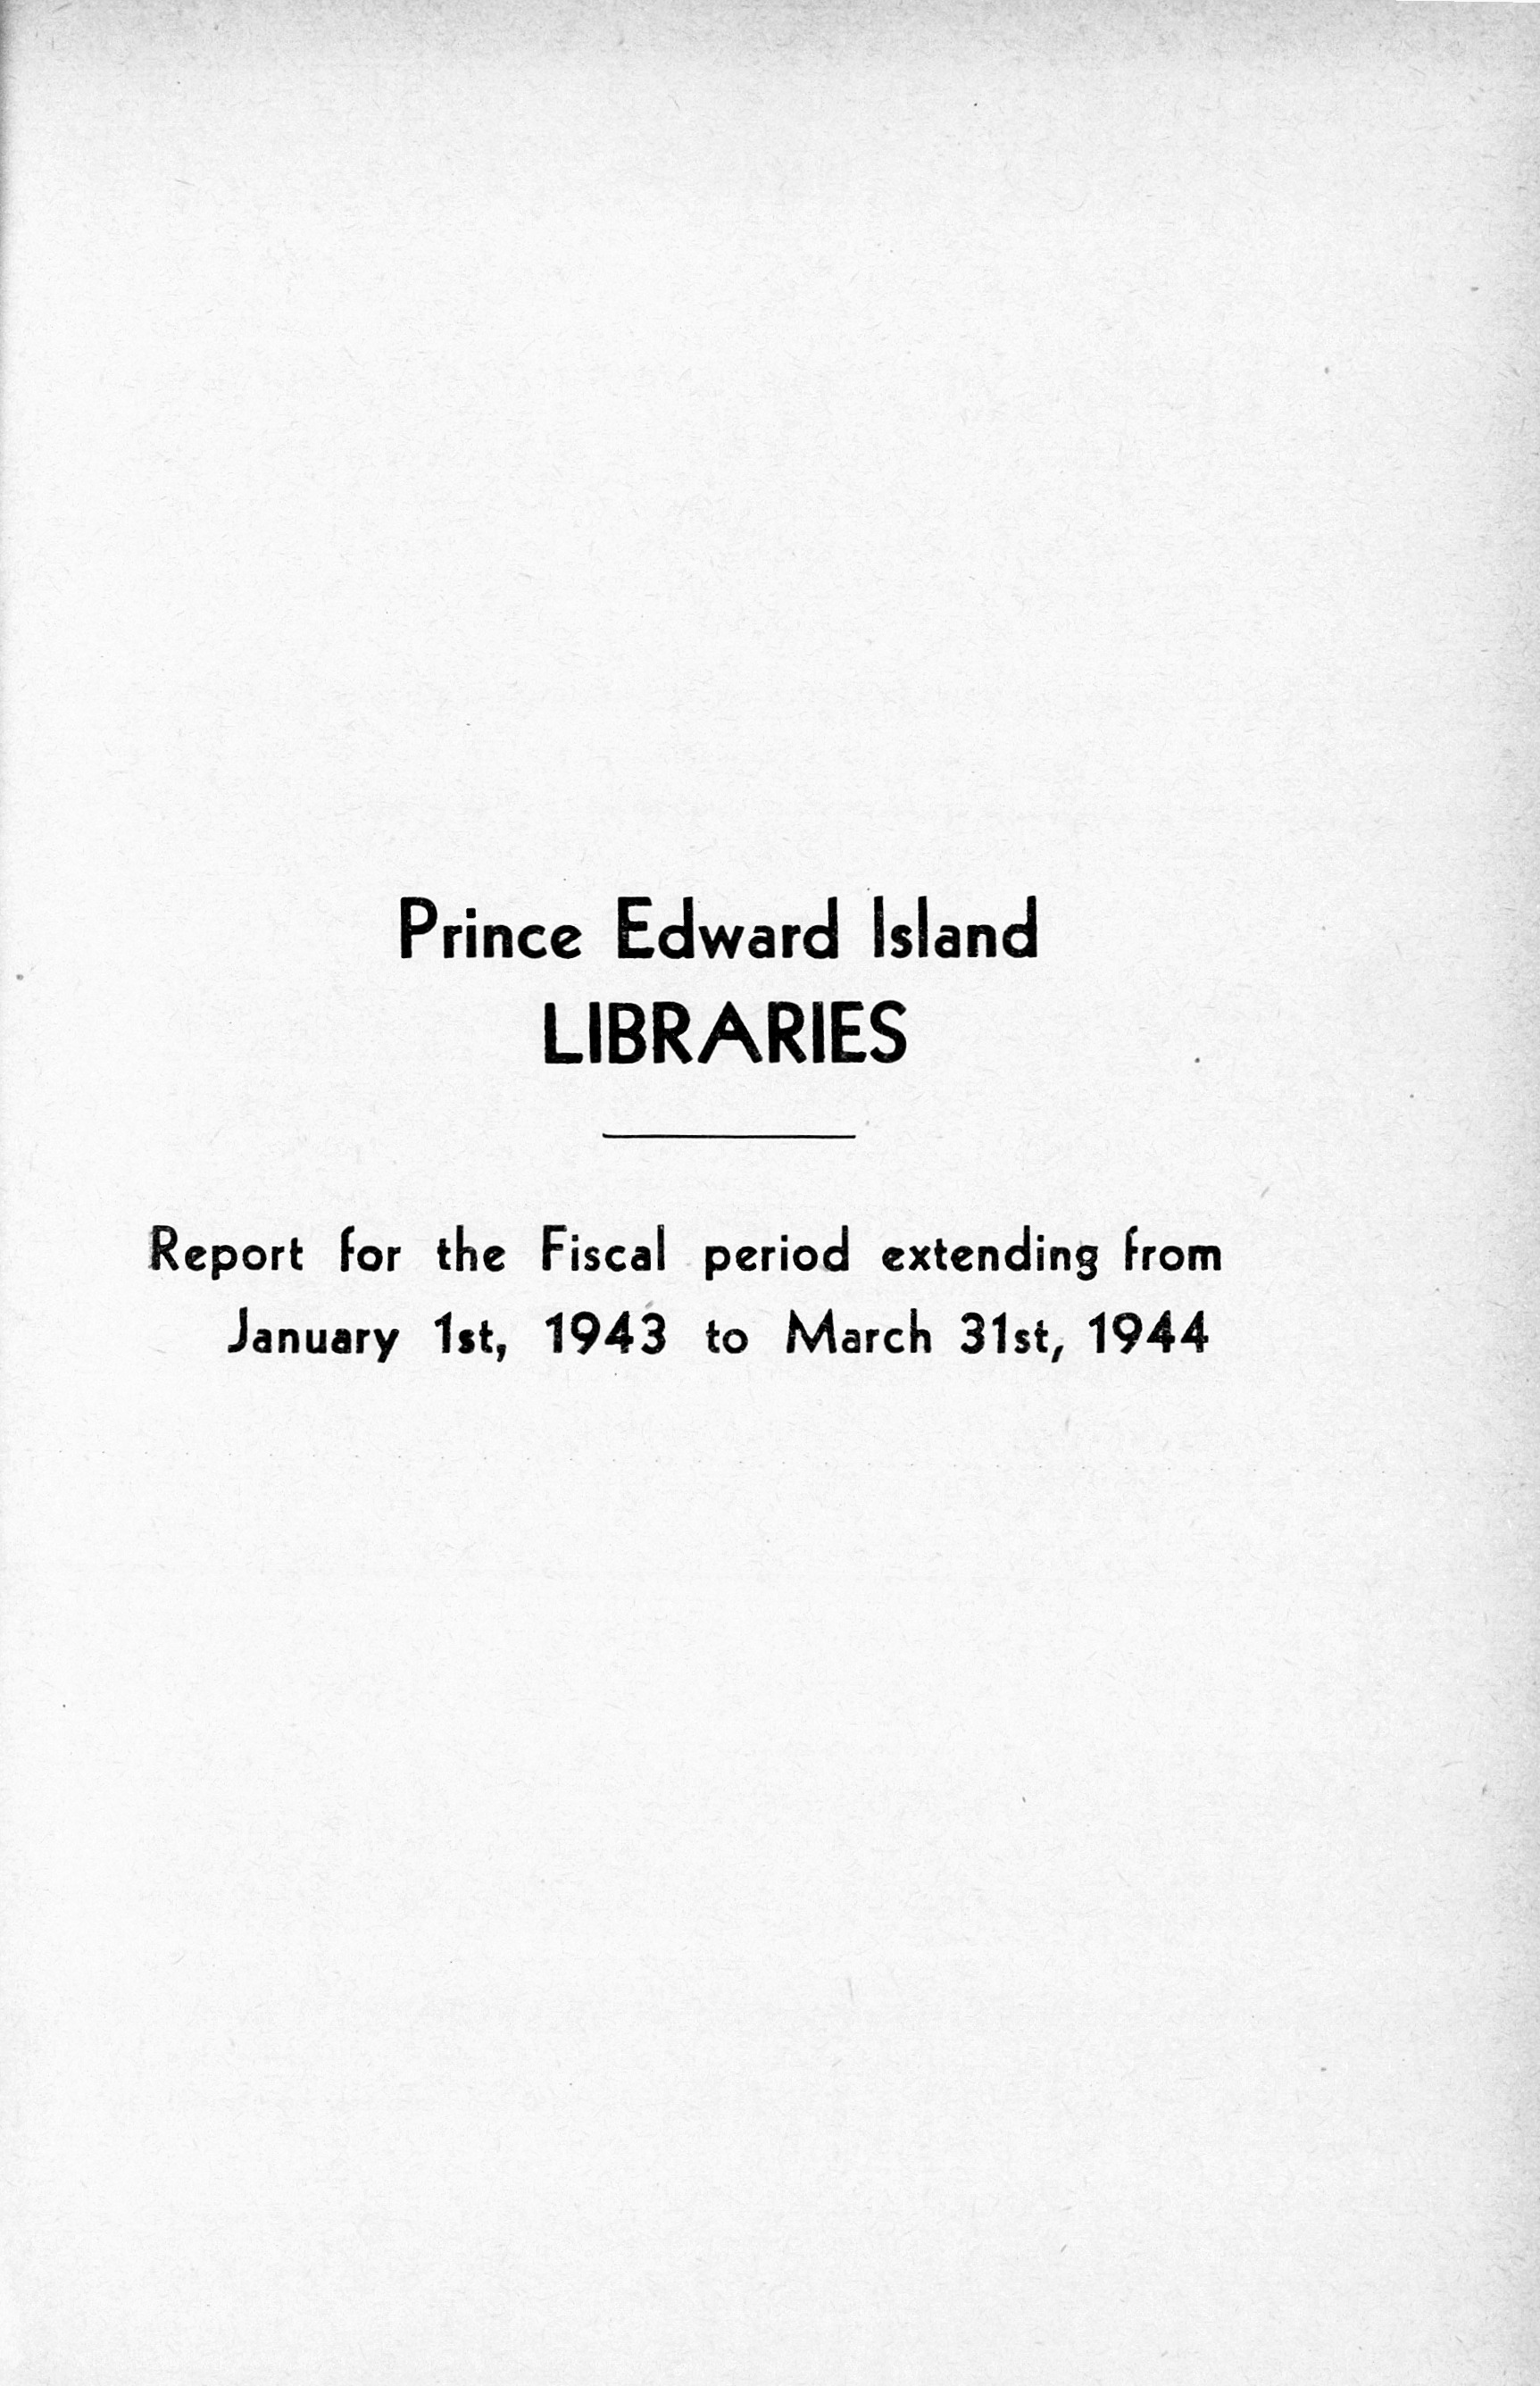 Prince Edward Island
LIBRARIES
Report for the Fiscal period extending from
January 1st, 1943 to March 31st, 1944